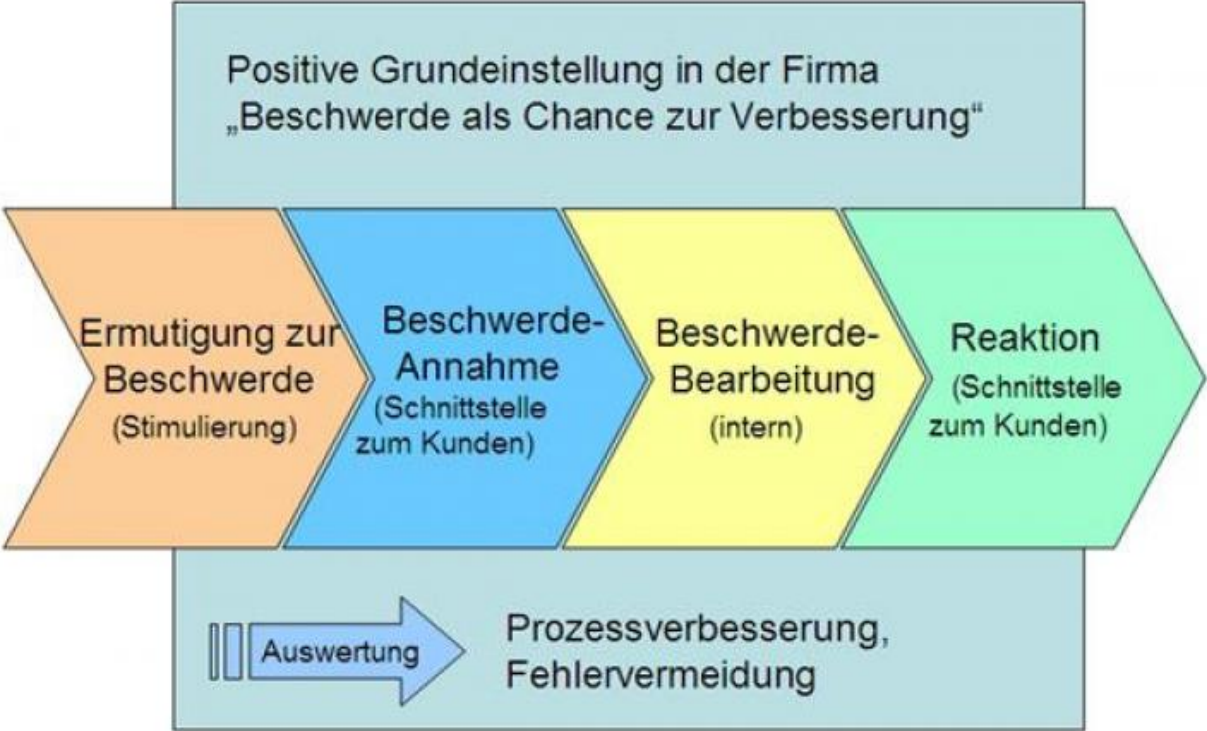 Positive Grundeinstellung in der Firma
„Beschwerde als Chance zur Verbesserung“
Ermutigung zur
Beschwerde
(Stimulierung)
Beschwerde-
Annahme
(Schnittstelle
zum Kunden)
Beschwerde-
Bearbeitung
(intern)
Reaktion
(Schnittstelle
zum Kunden)
Auswertung
Prozessverbesserung,
Fehlervermeidung